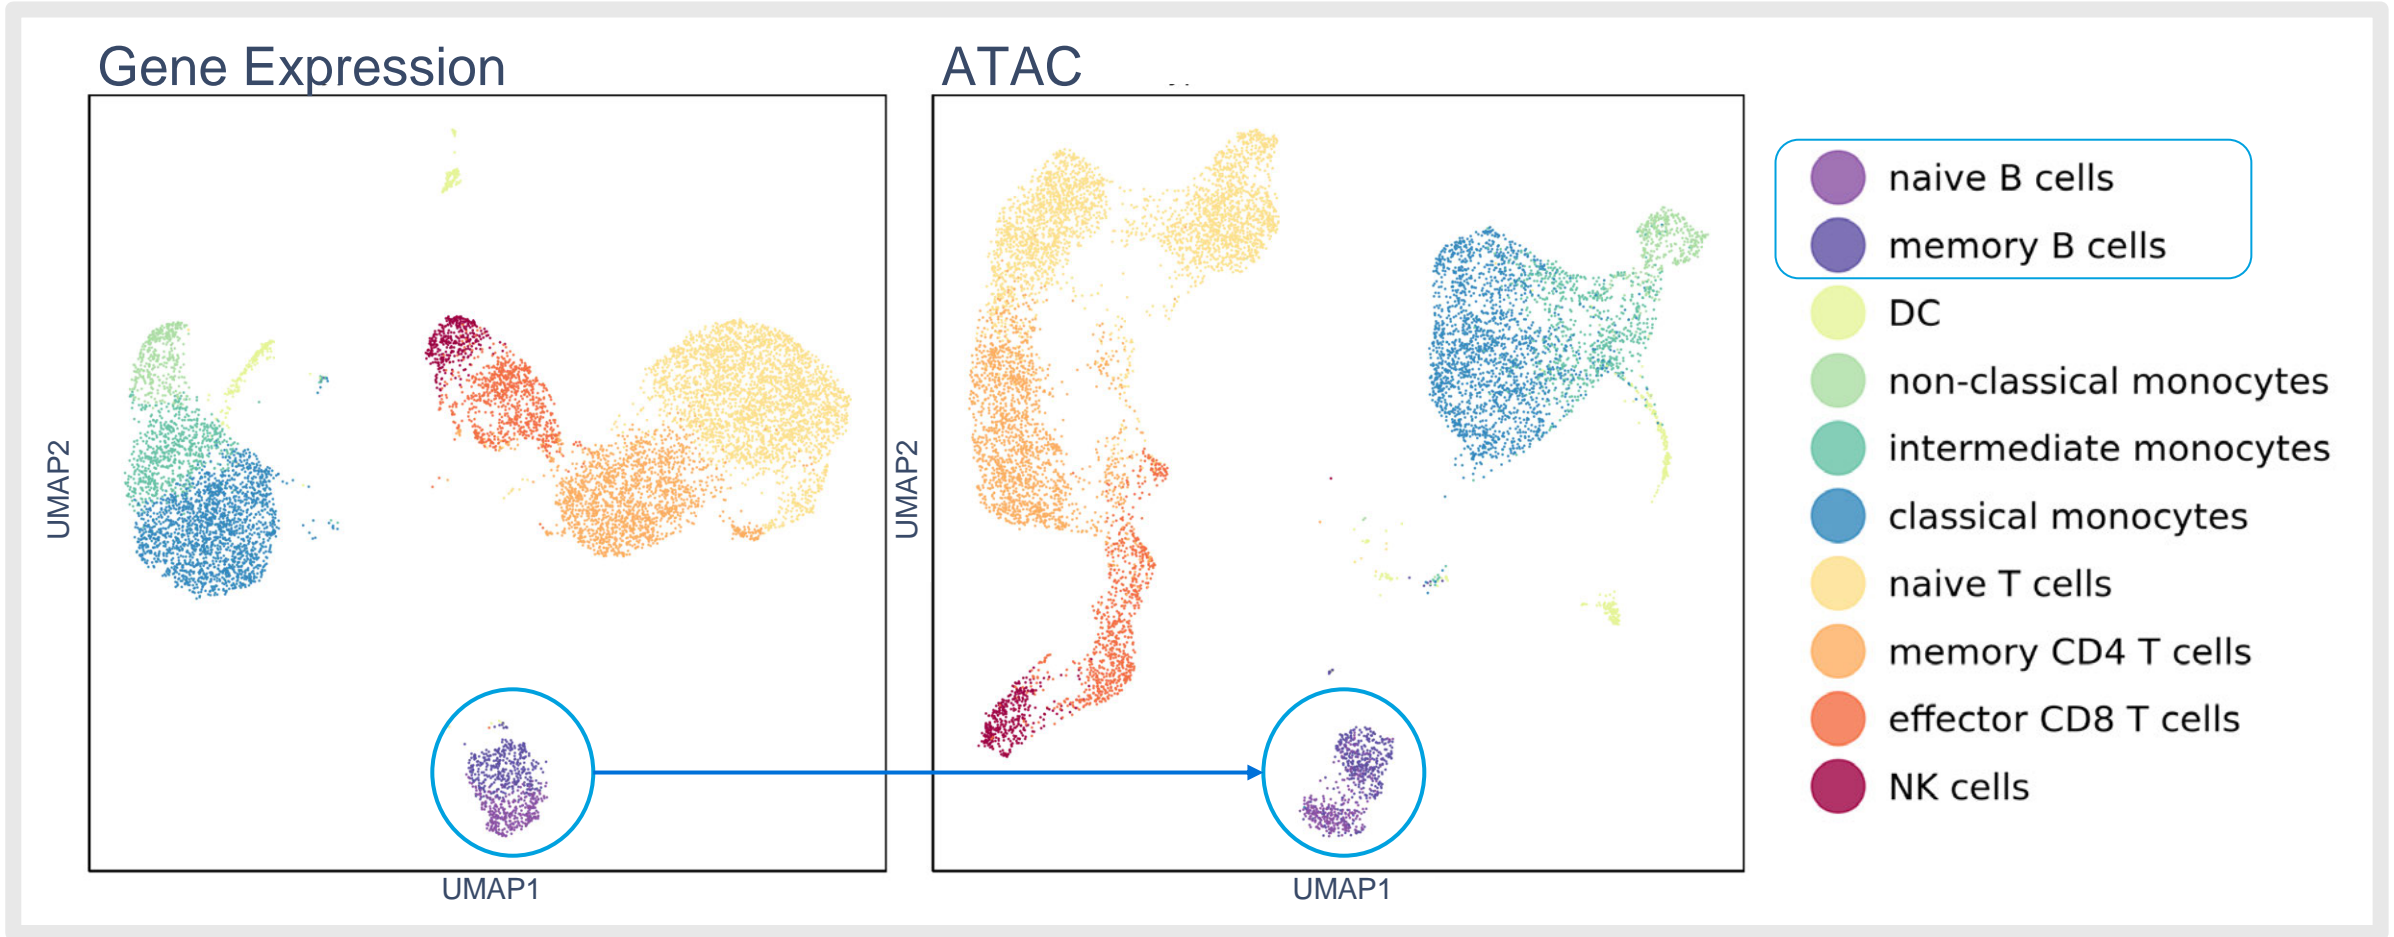 Gene Expression
ATAC
UMAP2
UMAP1
UMAP2
UMAP1
naive B cells
memory B cells
DC
non-classical monocytes
intermediate monocytes
classical monocytes
naive T cells
memory CD4 T cells
effector CD8 T cells
NK cells